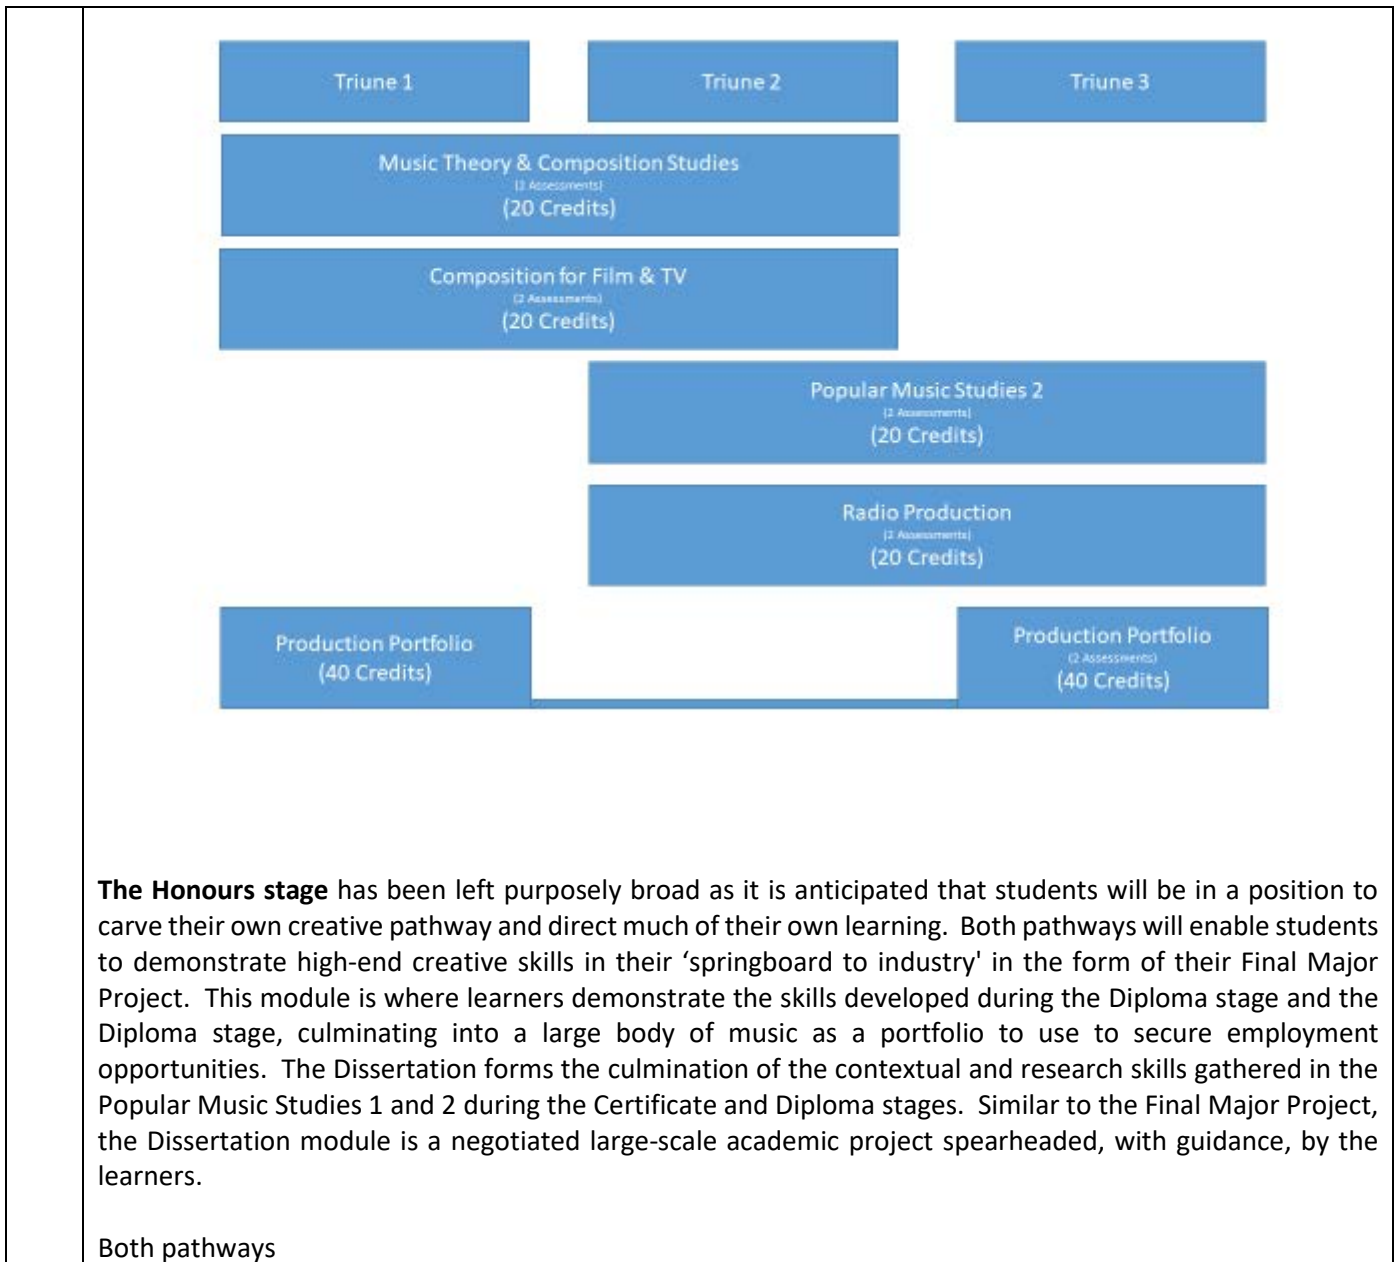 Triune 1
Triune 2
Triune 3
Music Theory & Composition Studies
(2 Assessments)
(20 Credits)
Composition for Film & TV
(2 Assessments)
(20 Credits)
Popular Music Studies 2
(2 Assessments)
(20 Credits)
Radio Production
(2 Assessments)
(20 Credits)
Production Portfolio
(40 Credits)
Production Portfolio
(2 Assessments)
(40 Credits)
The Honours stage has been left purposely broad as it is anticipated that students will be in a position to
carve their own creative pathway and direct much of their own learning. Both pathways will enable students
to demonstrate high-end creative skills in their ‘springboard to industry' in the form of their Final Major
Project. This module is where learners demonstrate the skills developed during the Diploma stage and the
Diploma stage, culminating into a large body of music as a portfolio to use to secure employment
opportunities. The Dissertation forms the culmination of the contextual and research skills gathered in the
Popular Music Studies 1 and 2 during the Certificate and Diploma stages. Similar to the Final Major Project,
the Dissertation module is a negotiated large-scale academic project spearheaded, with guidance, by the
learners.
Both pathways